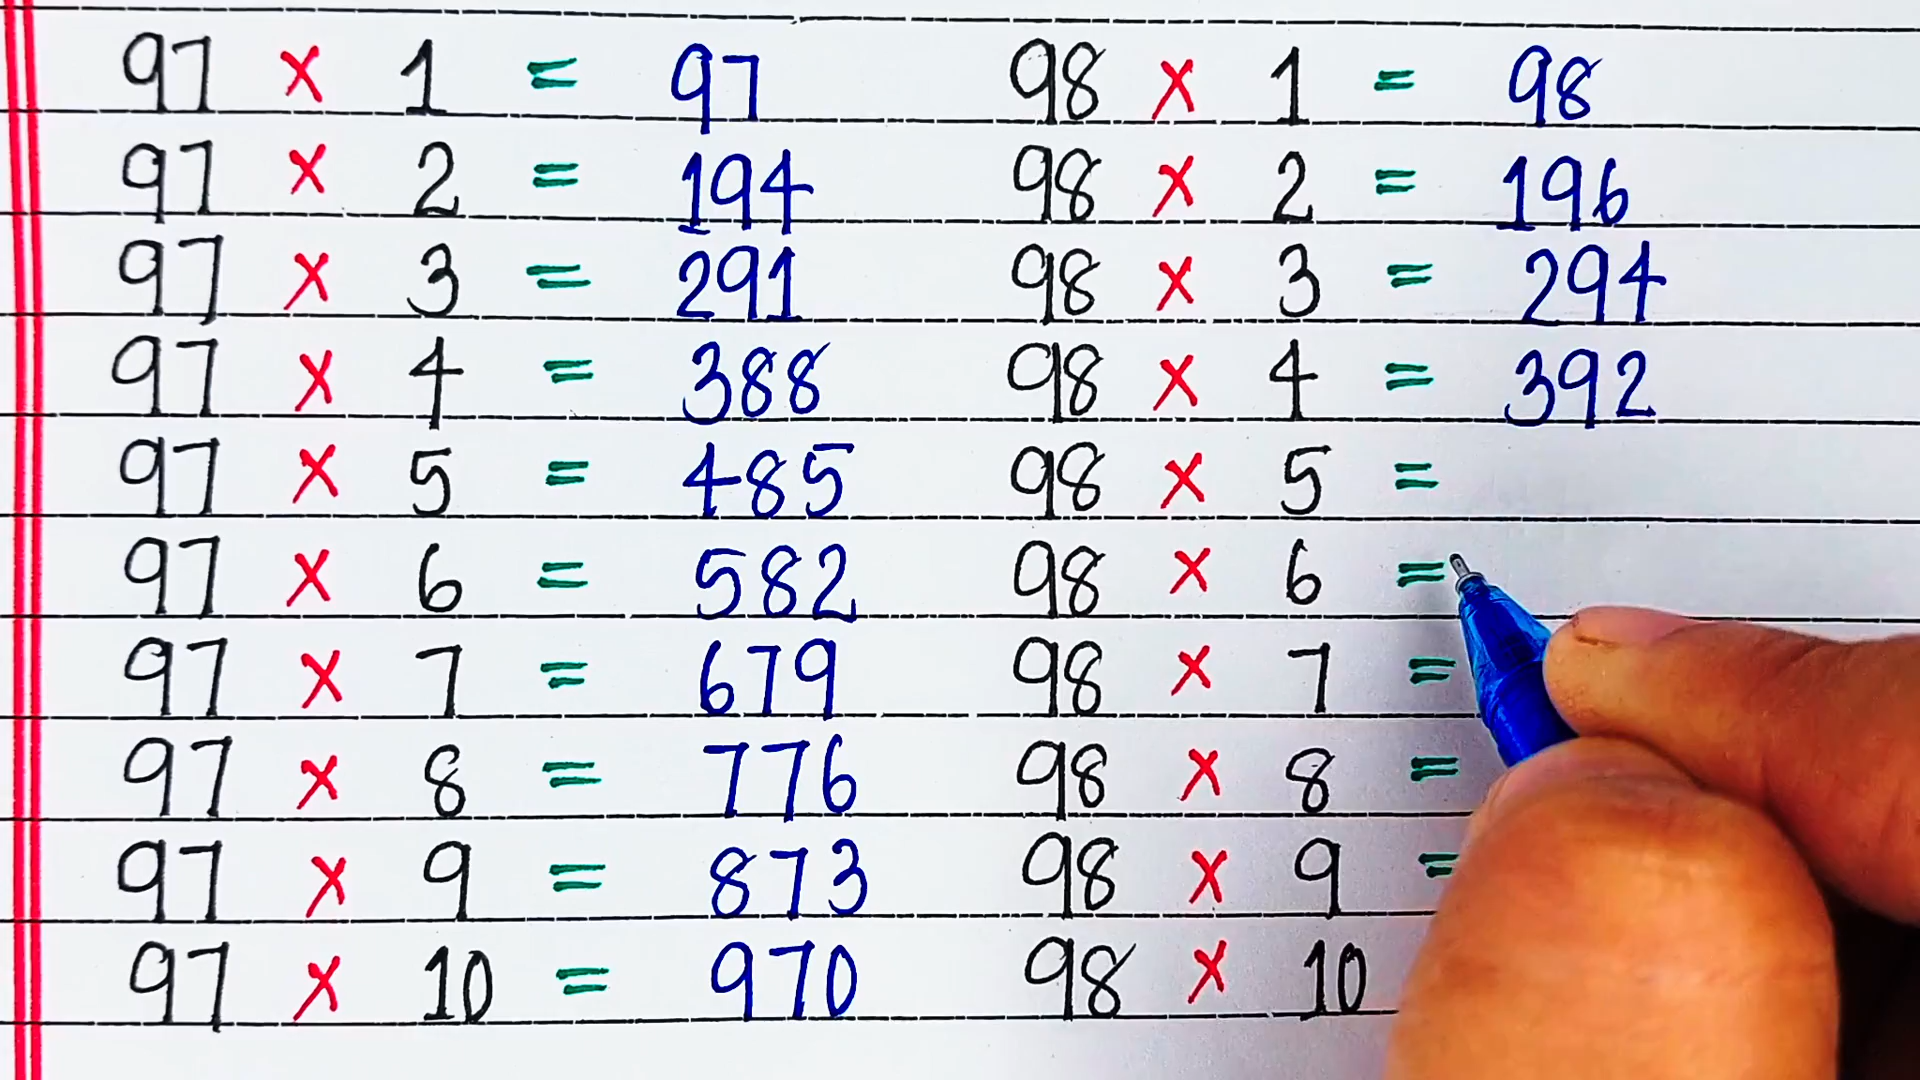 97 × 1 = 97 98 × 1 = 98
97 × 2 = 194 98 × 2 = 196
97 × 3 = 291 98 × 3 = 294
97 × 4 = 388 98 × 4 = 392
97 × 5 = 485 98 × 5 =
97 × 6 = 582 98 × 6 =
97 × 7 = 679 98 × 7 =
97 × 8 = 776 98 × 8 =
97 × 9 = 873 98 × 9 =
97 × 10 = 970 98 × 10